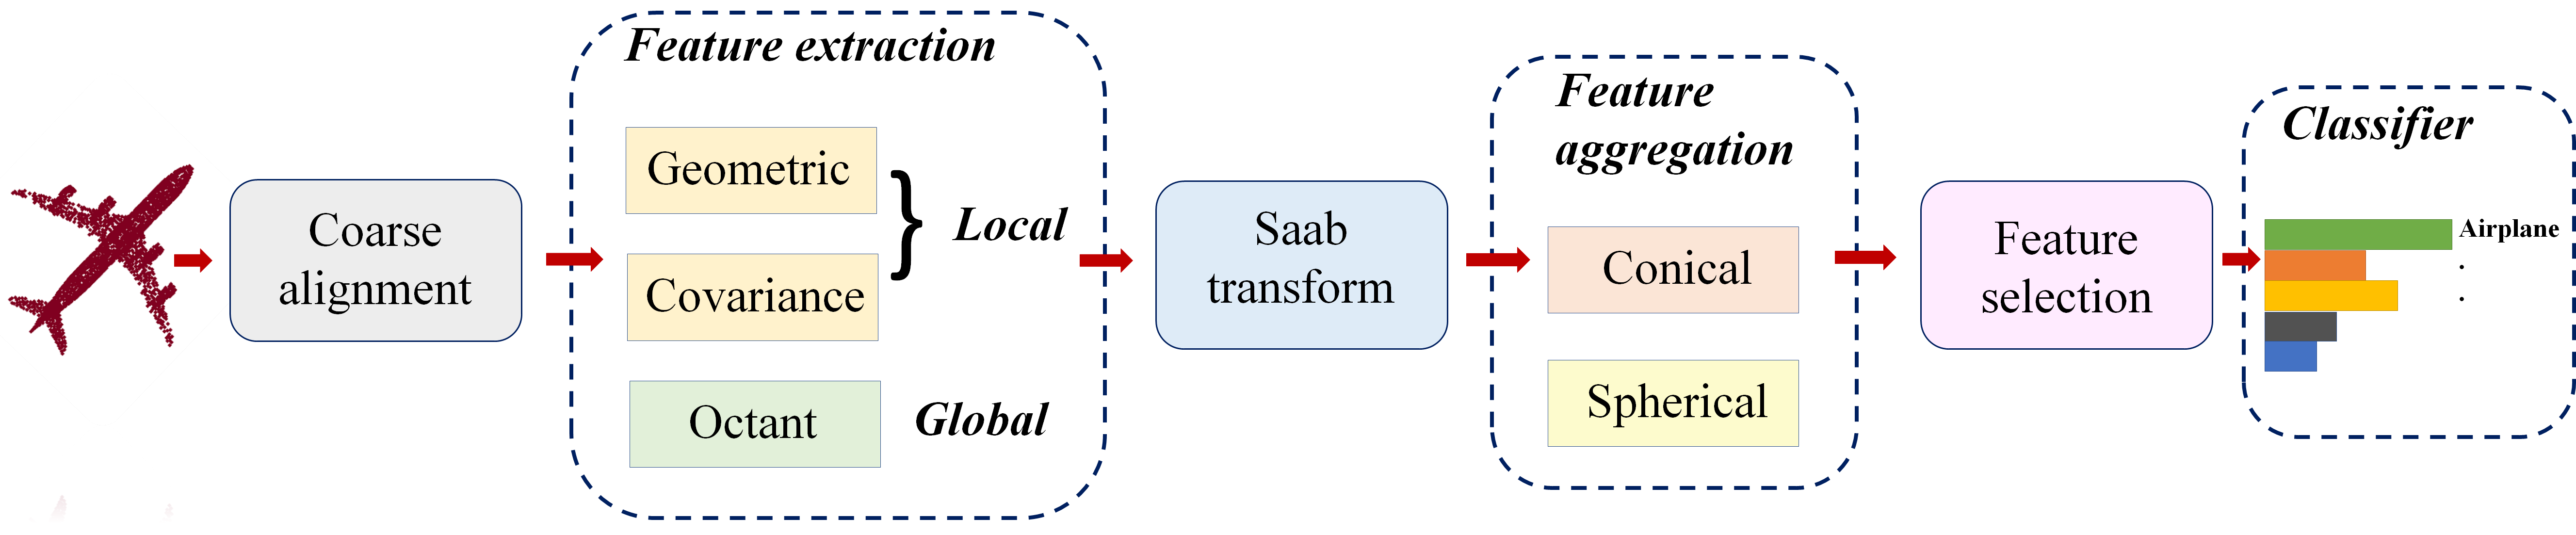 Coarse
alignment
Feature extraction
Geometric
Covariance
} Local
Octant
Global
Saab
transform
Feature
aggregation
Conical
Spherical
Feature
selection
Classifier
Airplane
.
.